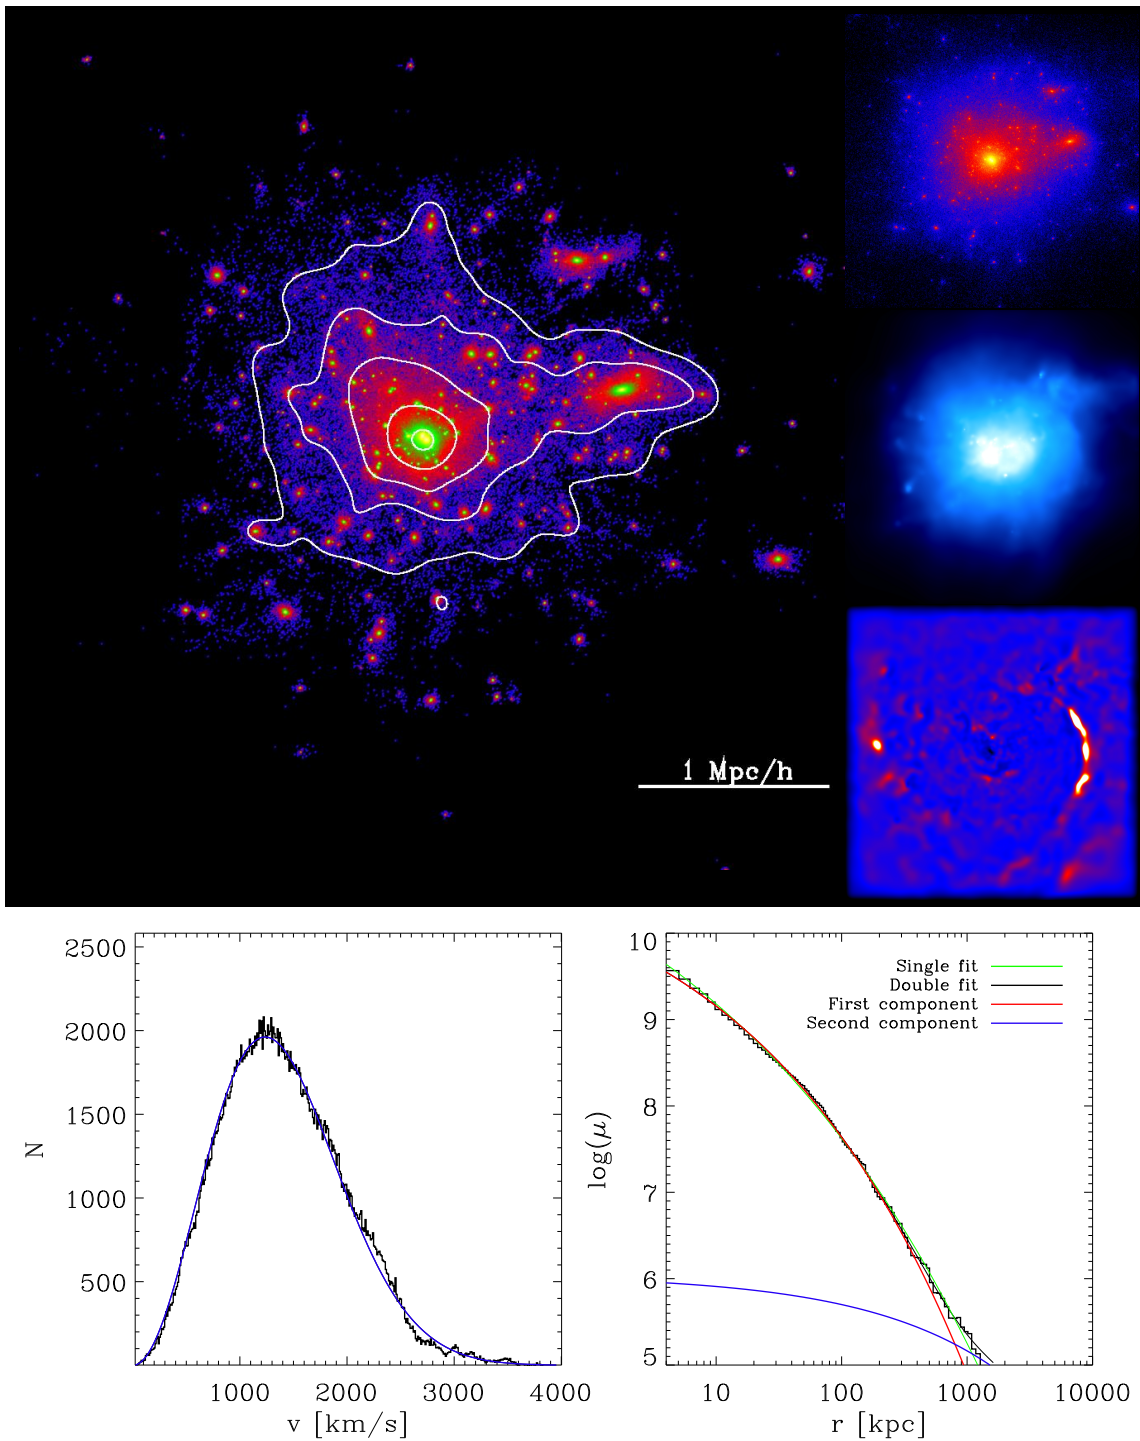 1 Mpc/h
2500
2000
1500
1000
500
N
1000 2000 3000 4000
v [km/s]
10
9
8
7
6
5
log(μ)
Single fit
Double fit
First component
Second component
10 100 1000 10000
r [kpc]